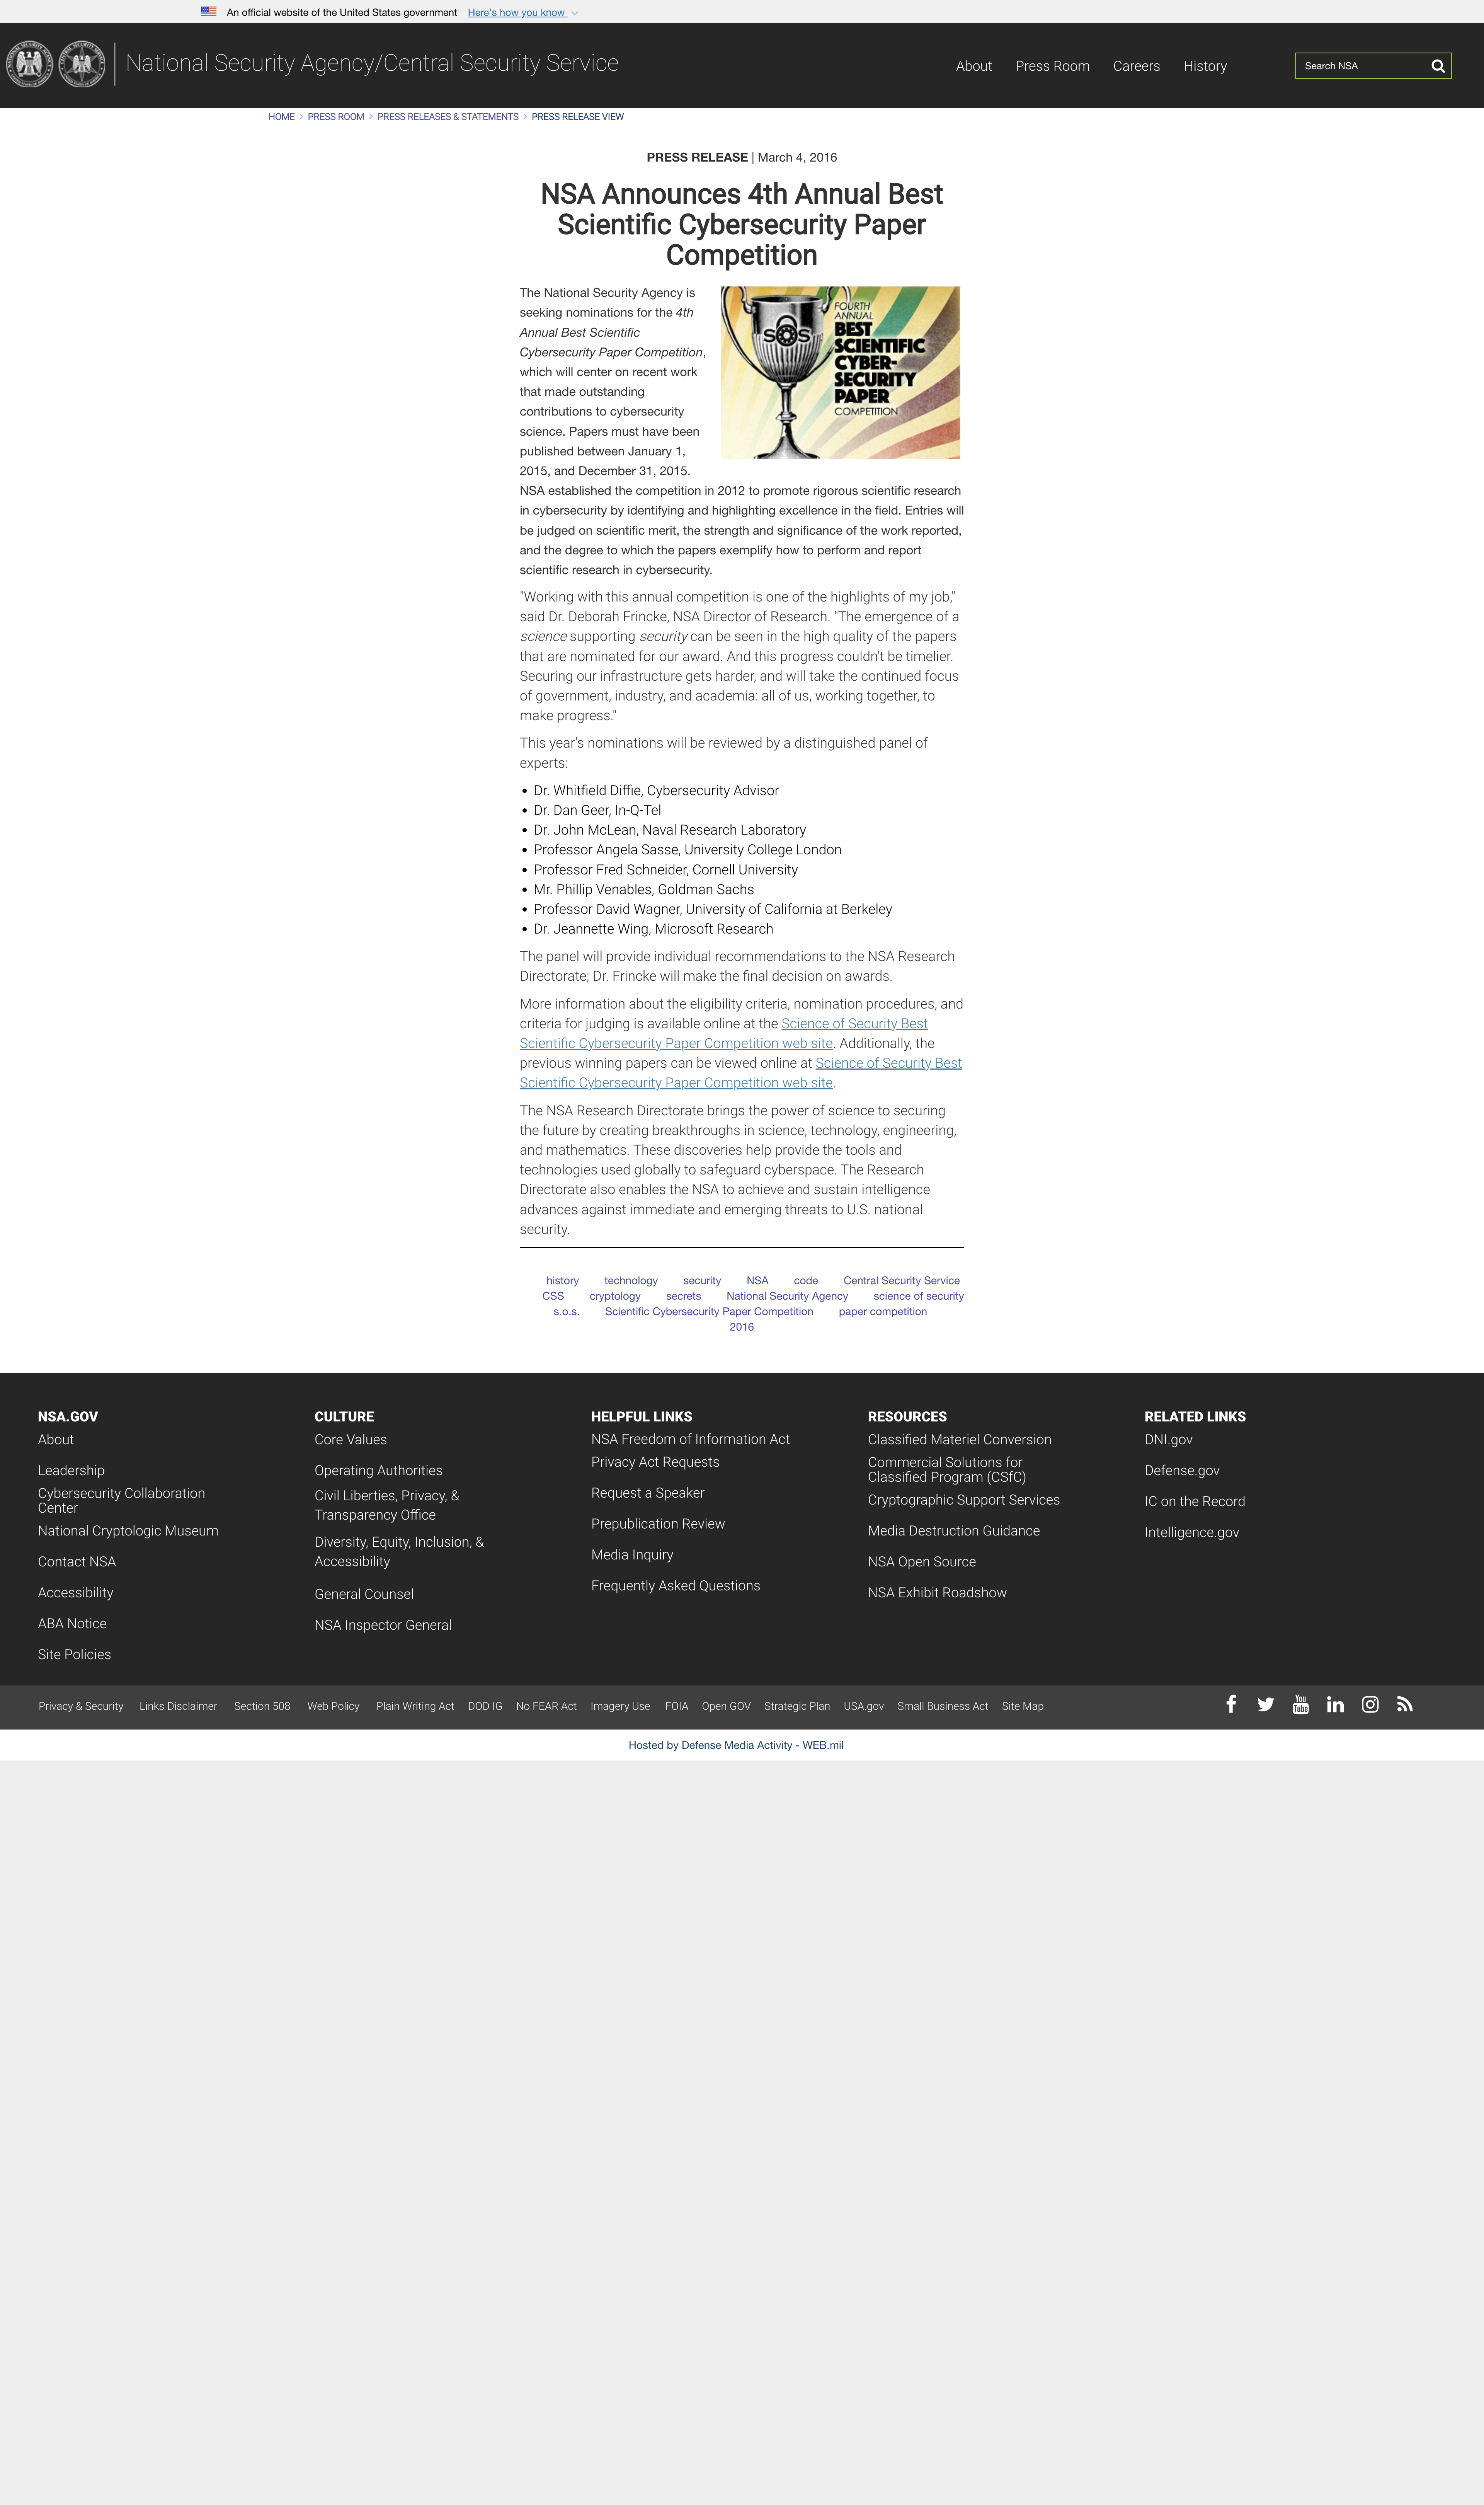 An official website of the United States government Here's how you know
National Security Agency/Central Security Service
About Press Room Careers History
Search NSA
HOME > PRESS ROOM > PRESS RELEASES & STATEMENTS > PRESS RELEASE VIEW
PRESS RELEASE | March 4, 2016
NSA Announces 4th Annual Best
Scientific Cybersecurity Paper
Competition
The National Security Agency is
seeking nominations for the 4th
Annual Best Scientific
Cybersecurity Paper Competition,
which will center on recent work
that made outstanding
contributions to cybersecurity
science. Papers must have been
published between January 1,
2015, and December 31, 2015.
SOS
FOURTH
ANNUAL
BEST
SCIENTIFIC
CYBER-
SECURITY
PAPER
COMPETITION
NSA established the competition in 2012 to promote rigorous scientific research
in cybersecurity by identifying and highlighting excellence in the field. Entries will
be judged on scientific merit, the strength and significance of the work reported,
and the degree to which the papers exemplify how to perform and report
scientific research in cybersecurity.
"Working with this annual competition is one of the highlights of my job,"
said Dr. Deborah Frincke, NSA Director of Research. "The emergence of a
science supporting security can be seen in the high quality of the papers
that are nominated for our award. And this progress couldn't be timelier.
Securing our infrastructure gets harder, and will take the continued focus
of government, industry, and academia: all of us, working together, to
make progress."
This year's nominations will be reviewed by a distinguished panel of
experts:
• Dr. Whitfield Diffie, Cybersecurity Advisor
• Dr. Dan Geer, In-Q-Tel
• Dr. John McLean, Naval Research Laboratory
• Professor Angela Sasse, University College London
• Professor Fred Schneider, Cornell University
• Mr. Phillip Venables, Goldman Sachs
• Professor David Wagner, University of California at Berkeley
• Dr. Jeannette Wing, Microsoft Research
The panel will provide individual recommendations to the NSA Research
Directorate; Dr. Frincke will make the final decision on awards.
More information about the eligibility criteria, nomination procedures, and
criteria for judging is available online at the Science of Security Best
Scientific Cybersecurity Paper Competition web site. Additionally, the
previous winning papers can be viewed online at Science of Security Best
Scientific Cybersecurity Paper Competition web site.
The NSA Research Directorate brings the power of science to securing
the future by creating breakthroughs in science, technology, engineering,
and mathematics. These discoveries help provide the tools and
technologies used globally to safeguard cyberspace. The Research
Directorate also enables the NSA to achieve and sustain intelligence
advances against immediate and emerging threats to U.S. national
security.
history technology security NSA code Central Security Service
CSS cryptology secrets National Security Agency science of security
s.o.s. Scientific Cybersecurity Paper Competition paper competition
2016
NSA.GOV
About
Leadership
Cybersecurity Collaboration
Center
National Cryptologic Museum
Contact NSA
Accessibility
ABA Notice
Site Policies
CULTURE
Core Values
Operating Authorities
Civil Liberties, Privacy, &
Transparency Office
Diversity, Equity, Inclusion, &
Accessibility
General Counsel
NSA Inspector General
HELPFUL LINKS
NSA Freedom of Information Act
Privacy Act Requests
Request a Speaker
Prepublication Review
Media Inquiry
Frequently Asked Questions
RESOURCES
Classified Materiel Conversion
Commercial Solutions for
Classified Program (CSfC)
Cryptographic Support Services
Media Destruction Guidance
NSA Open Source
NSA Exhibit Roadshow
RELATED LINKS
DNI.gov
Defense.gov
IC on the Record
Intelligence.gov
Privacy & Security Links Disclaimer Section 508 Web Policy Plain Writing Act DOD IG No FEAR Act Imagery Use FOIA Open GOV Strategic Plan USA.gov Small Business Act Site Map
You
Tube
Hosted by Defense Media Activity - WEB.mil